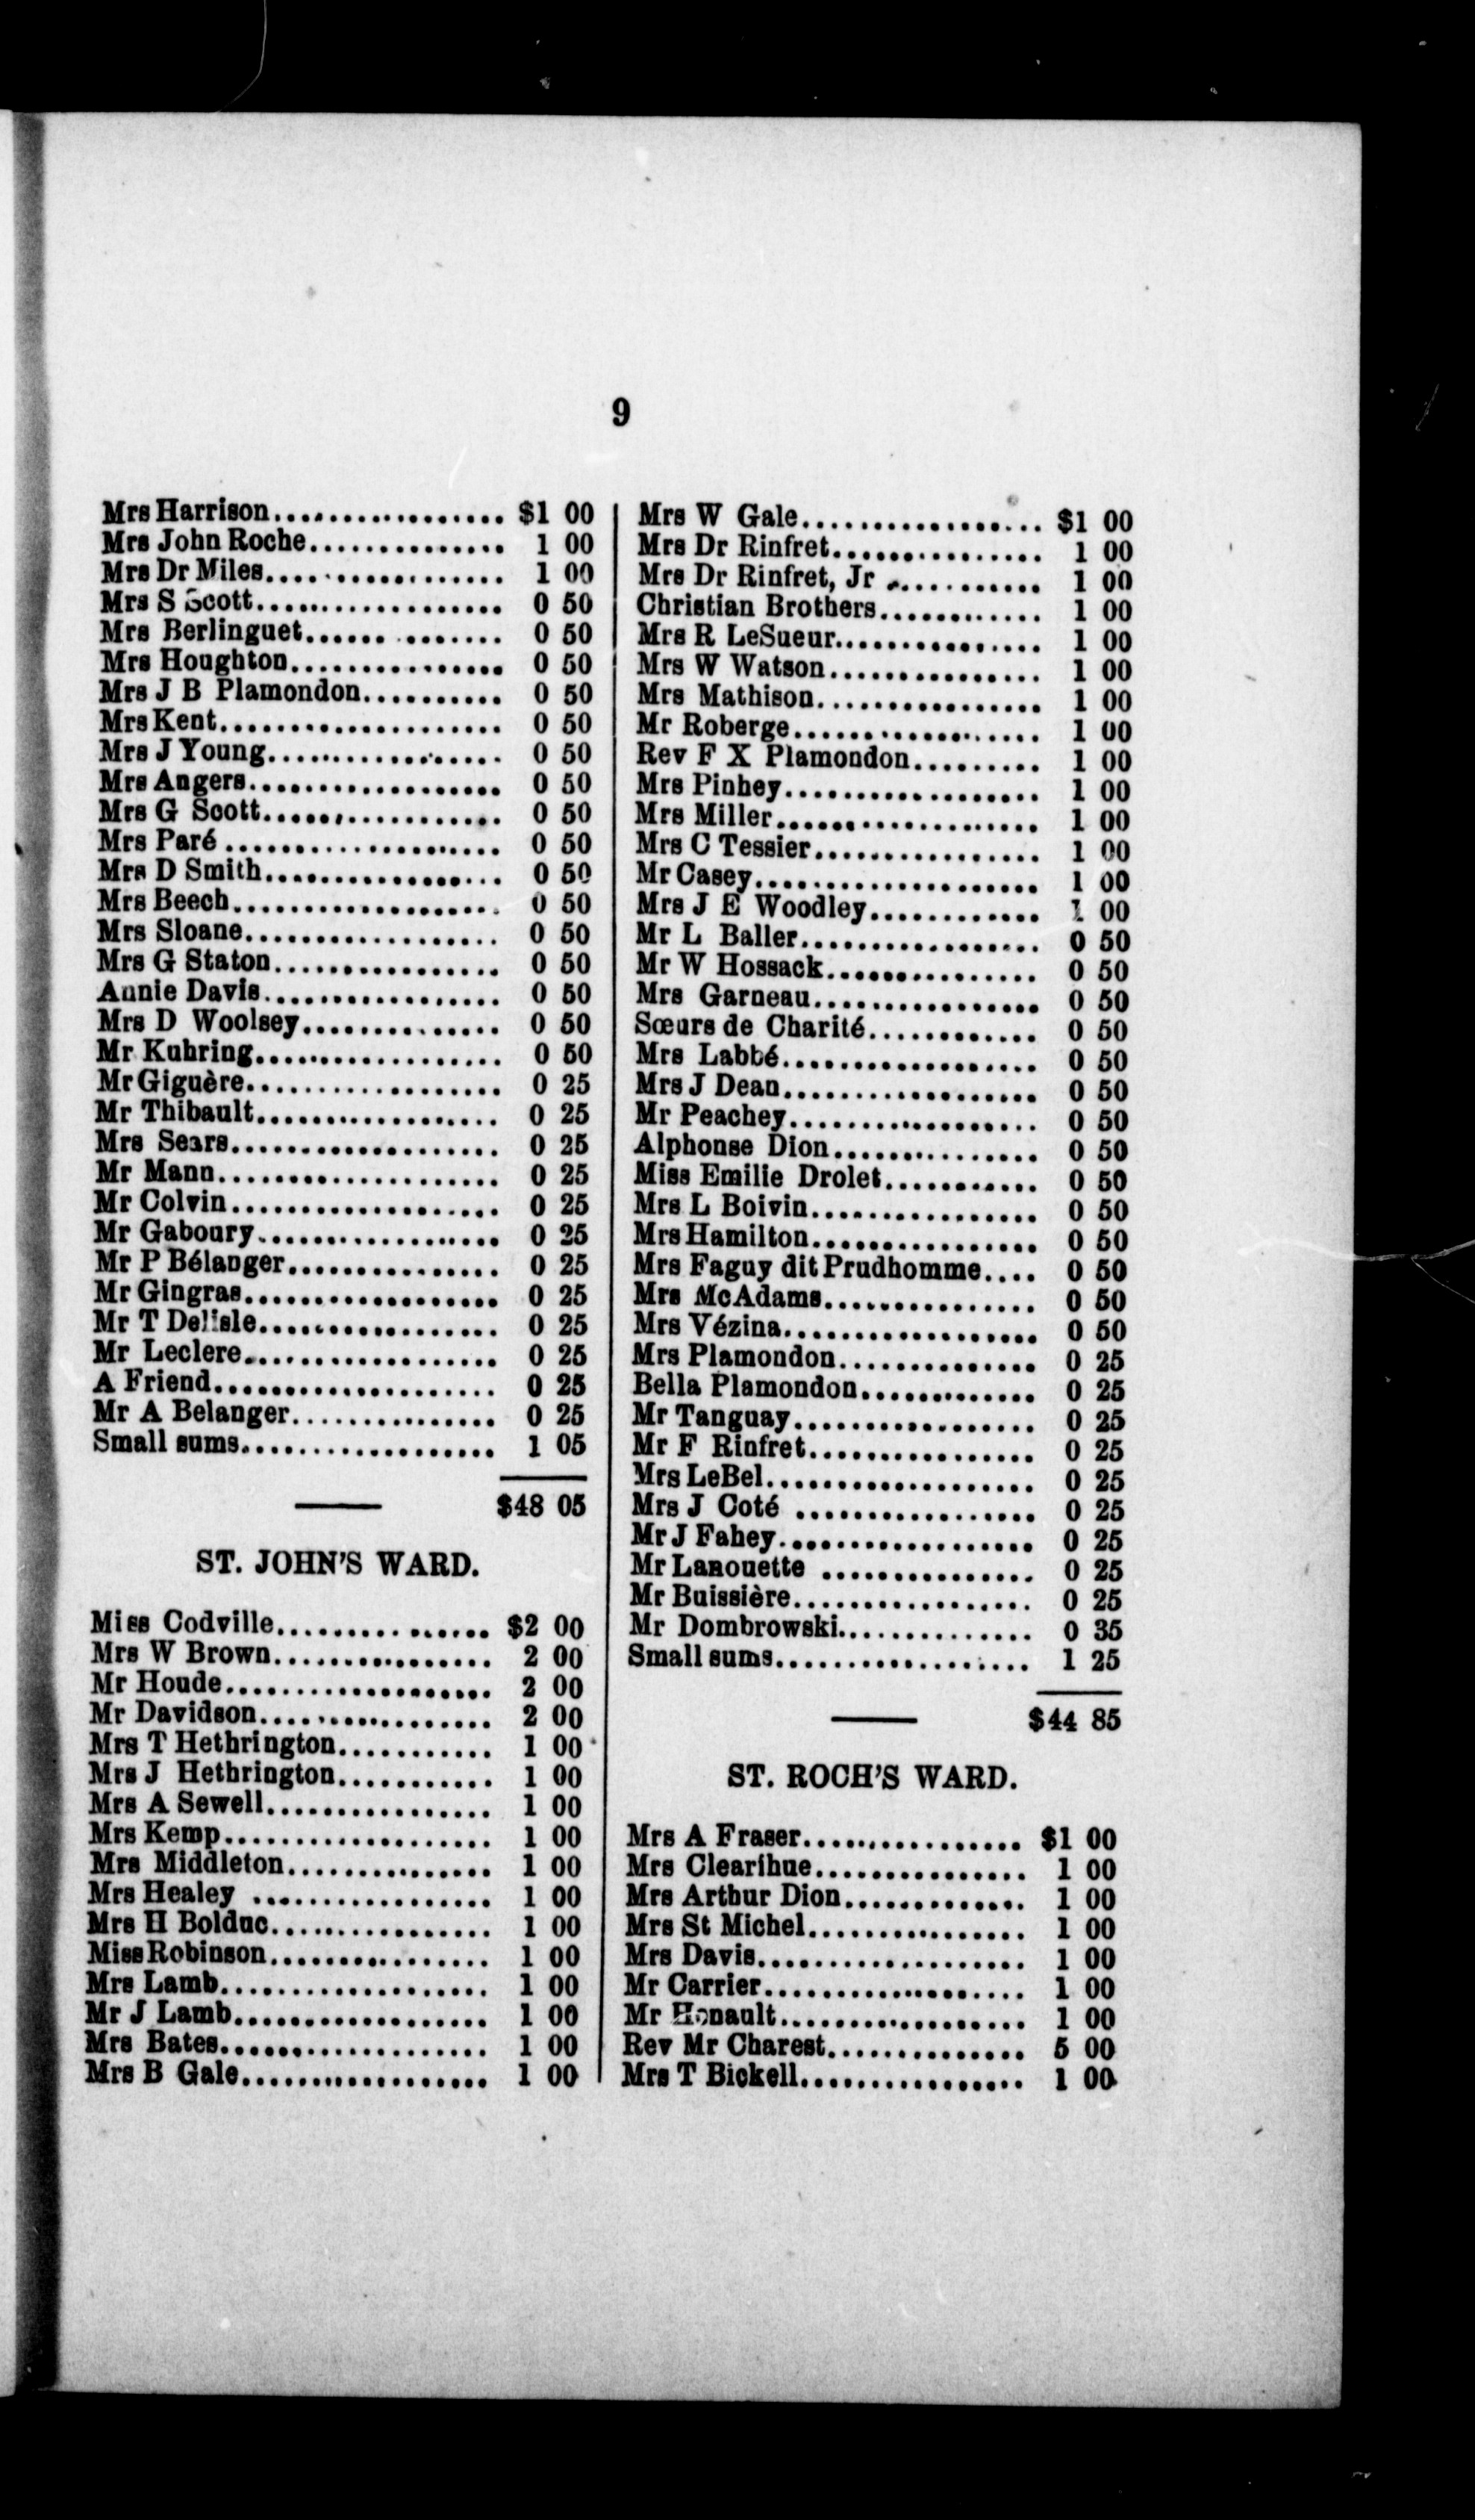 9
Mrs Harrison.................. $1 00
Mrs John Roche.............. 1 00
Mrs Dr Miles................. 1 00
Mrs S Scott.................. 0 50
Mrs Berlinguet.............. 0 50
Mrs Houghton............... 0 50
Mrs J B Plamondon.......... 0 50
Mrs Kent.................... 0 50
Mrs J Young................. 0 50
Mrs Angers.................. 0 50
Mrs G Scott................. 0 50
Mrs Paré .................... 0 50
Mrs D Smith................. 0 50
Mrs Beech................... 0 50
Mrs Sloane.................. 0 50
Mrs G Staton................ 0 50
Annie Davis................. 0 50
Mrs D Woolsey.............. 0 50
Mr Kuhring.................. 0 50
Mr Giguère.................. 0 25
Mr Thibault................. 0 25
Mrs Sears................... 0 25
Mr Mann.................... 0 25
Mr Colvin................... 0 25
Mr Gaboury................. 0 25
Mr P Bélanger............... 0 25
Mr Gingras.................. 0 25
Mr T Delisle................. 0 25
Mr Leclere.................. 0 25
A Friend.................... 0 25
Mr A Belanger............... 0 25
Small sums.................. 1 05
$48 05
ST. JOHN'S WARD.
Miss Codville............... $2 00
Mrs W Brown................ 2 00
Mr Houde................... 2 00
Mr Davidson................. 2 00
Mrs T Hethrington........... 1 00
Mrs J Hethrington........... 1 00
Mrs A Sewell................ 1 00
Mrs Kemp................... 1 00
Mrs Middleton............... 1 00
Mrs Healey ................. 1 00
Mrs H Bolduc................ 1 00
Miss Robinson................ 1 00
Mrs Lamb................... 1 00
Mr J Lamb.................. 1 00
Mrs Bates................... 1 00
Mrs B Gale.................. 1 00
Mrs W Gale................. $1 00
Mrs Dr Rinfret............... 1 00
Mrs Dr Rinfret, Jr ........... 1 00
Christian Brothers............ 1 00
Mrs R LeSueur............... 1 00
Mrs W Watson............... 1 00
Mrs Mathison................ 1 00
Mr Roberge.................. 1 00
Rev F X Plamondon......... 1 00
Mrs Pinhey.................. 1 00
Mrs Miller................... 1 00
Mrs C Tessier................ 1 00
Mr Casey.................... 1 00
Mrs J E Woodley............ 1 00
Mr L Baller................. 0 50
Mr W Hossack............... 0 50
Mrs Garneau................ 0 50
Sœurs de Charité............ 0 50
Mrs Labbé.................. 0 50
Mrs J Dean.................. 0 50
Mr Peachey.................. 0 50
Alphonse Dion............... 0 50
Miss Emilie Drolet........... 0 50
Mrs L Boivin................ 0 50
Mrs Hamilton................ 0 50
Mrs Faguy dit Prudhomme.... 0 50
Mrs McAdams............... 0 50
Mrs Vézina.................. 0 50
Mrs Plamondon.............. 0 25
Bella Plamondon............. 0 25
Mr Tanguay................. 0 25
Mr F Rinfret................ 0 25
Mrs LeBel................... 0 25
Mrs J Coté ................. 0 25
Mr J Fahey.................. 0 25
Mr Lanouette ............... 0 25
Mr Buissière................. 0 25
Mr Dombrowski.............. 0 35
Small sums.................. 1 25
$44 85
ST. ROCH'S WARD.
Mrs A Fraser................ $1 00
Mrs Clearihue............... 1 00
Mrs Arthur Dion............. 1 00
Mrs St Michel................ 1 00
Mrs Davis................... 1 00
Mr Carrier................... 1 00
Mr .................. 1 00
Rev Mr Charest.............. 5 00
Mrs T Bickell................ 1 00